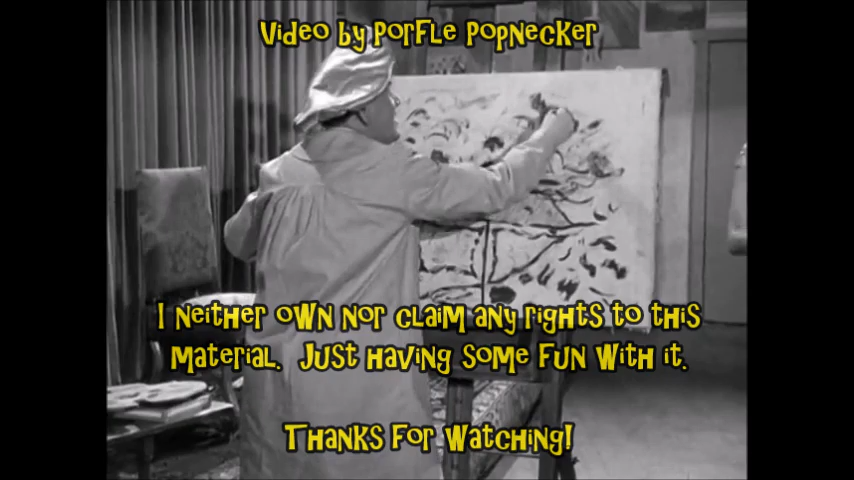 Video by Porfle Popnecker
I neither own nor claim any rights to this
material. Just having some fun with it.
Thanks for watching!